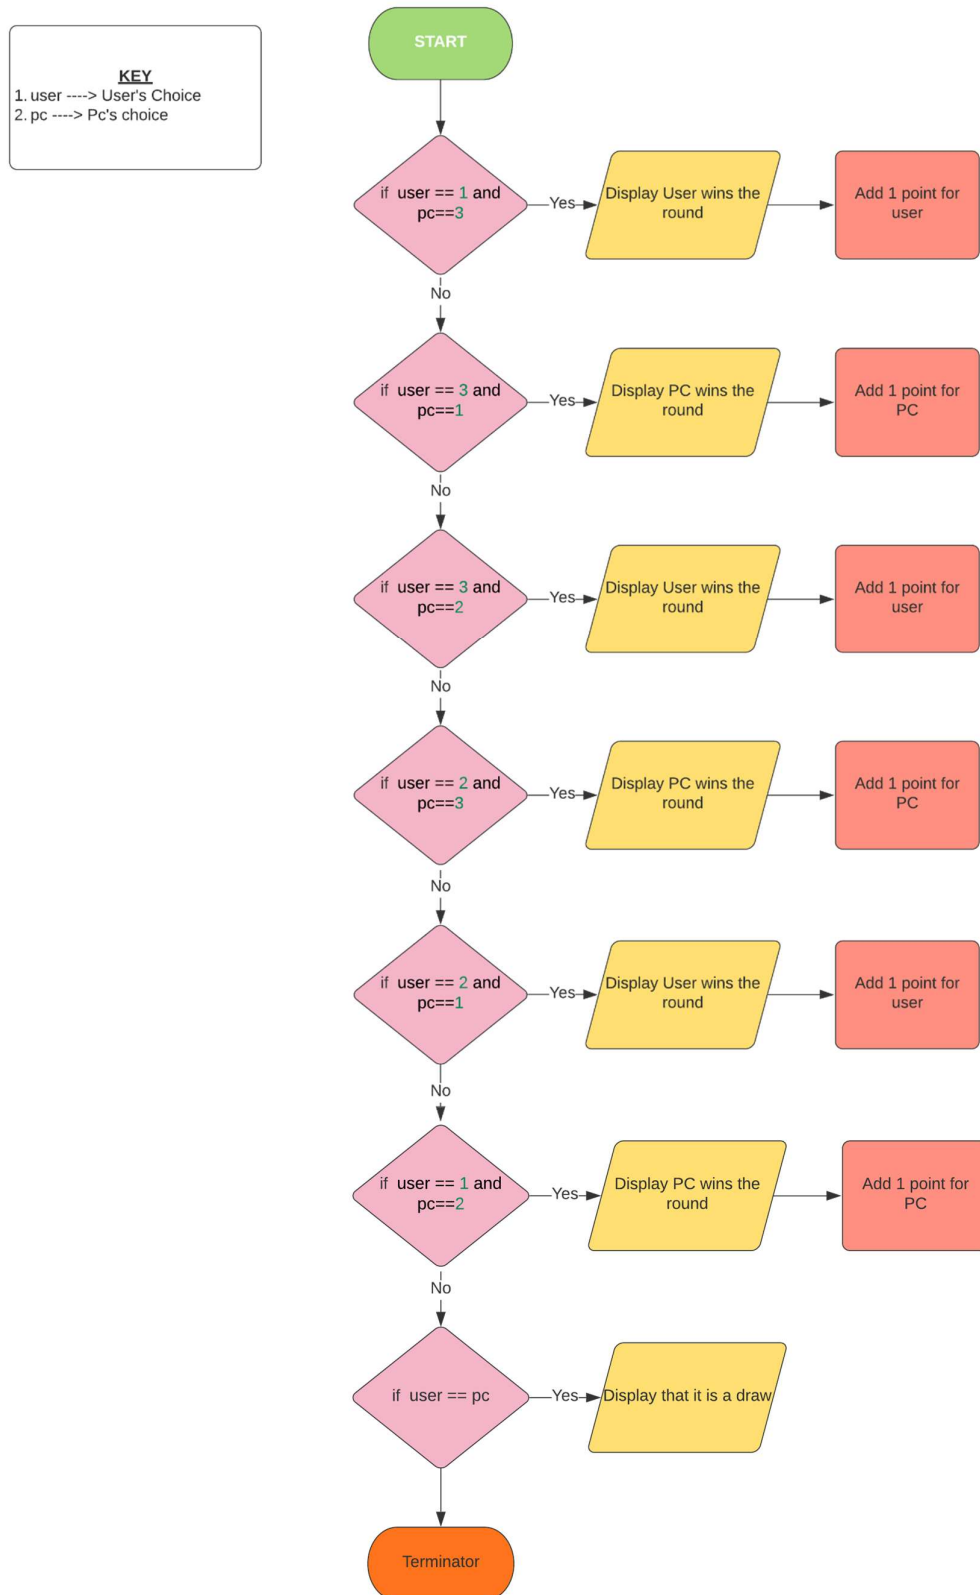 START
KEY
1. user ----> User's Choice
2. pc ----> Pc's choice
if user == 1 and
pc==3
Yes
Display User wins the
round
Add 1 point for
user
No
if user == 3 and
pc==1
Yes
Display PC wins the
round
Add 1 point for
PC
No
if user == 3 and
pc==2
Yes
Display User wins the
round
Add 1 point for
user
No
if user == 2 and
pc==3
Yes
Display PC wins the
round
Add 1 point for
PC
No
if user == 2 and
pc==1
Yes
Display User wins the
round
Add 1 point for
user
No
if user == 1 and
pc==2
Yes
Display PC wins the
round
Add 1 point for
PC
No
if user == pc
Yes
Display that it is a draw
Terminator